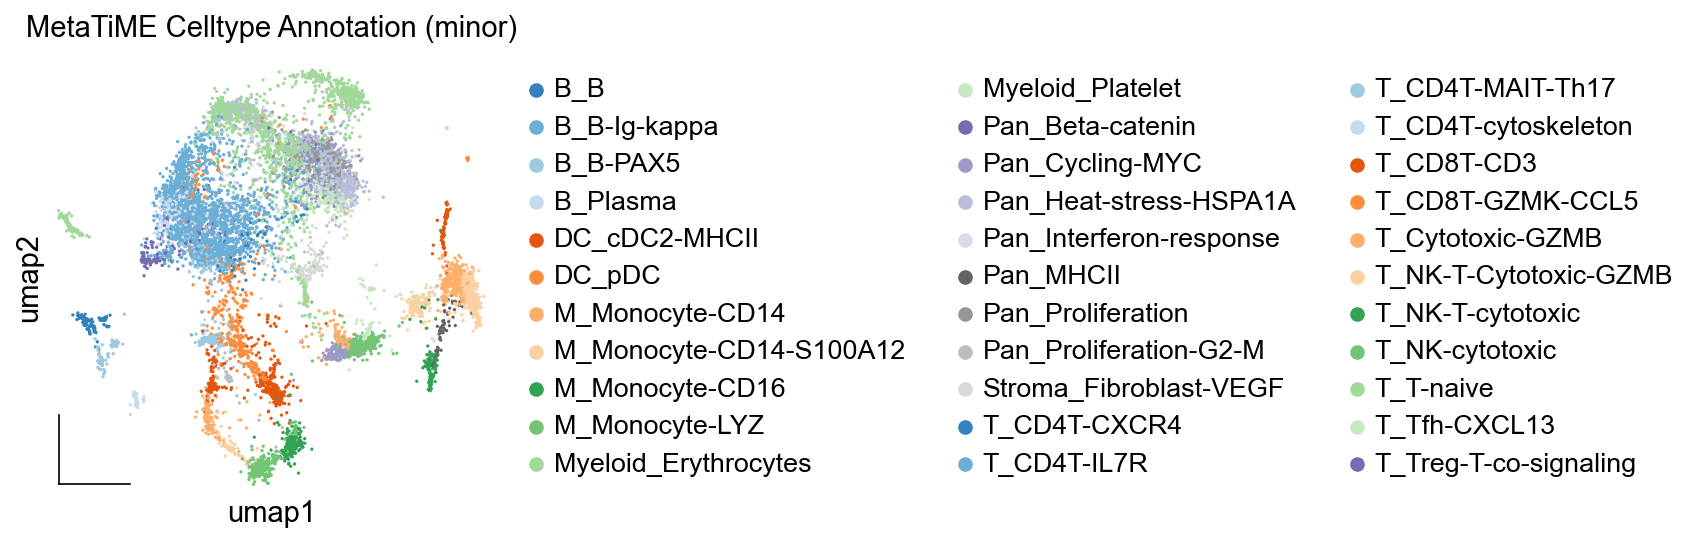 MetaTiME Celltype Annotation (minor)
B_B
B_B-Ig-kappa
B_B-PAX5
B_Plasma
DC_cDC2-MHCII
DC_pDC
M_Monocyte-CD14
M_Monocyte-CD14-S100A12
M_Monocyte-CD16
M_Monocyte-LYZ
Myeloid_Erythrocytes
Myeloid_Platelet
Pan_Beta-catenin
Pan_Cycling-MYC
Pan_Heat-stress-HSPA1A
Pan_Interferon-response
Pan_MHCII
Pan_Proliferation
Pan_Proliferation-G2-M
Stroma_Fibroblast-VEGF
T_CD4T-CXCR4
T_CD4T-IL7R
T_CD4T-MAIT-Th17
T_CD4T-cytoskeleton
T_CD8T-CD3
T_CD8T-GZMK-CCL5
T_Cytotoxic-GZMB
T_NK-T-Cytotoxic-GZMB
T_NK-T-cytotoxic
T_NK-cytotoxic
T_T-naive
T_Tfh-CXCL13
T_Treg-T-co-signaling
umap2
umap1